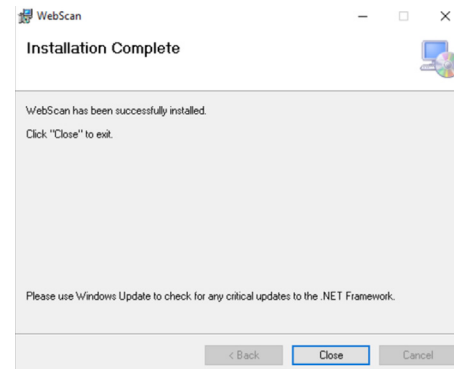 WebScan
Installation Complete
WebScan has been successfully installed.
Click "Close" to exit.
Please use Windows Update to check for any critical updates to the .NET Framework.
< Back
Close
Cancel